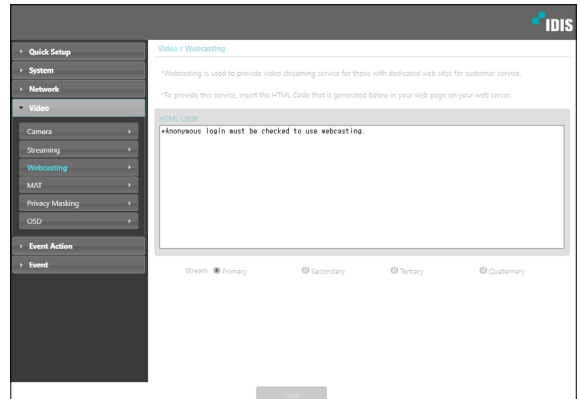 IDIS
Quick Setup
System
Network
Video
Camera
Streaming
Webcasting
MAT
Privacy Masking
OSD
Event Action
Event
Video / Webcasting
*Webcasting is used to provide video streaming service for those with dedicated web sites for customer service.
*To provide this service, insert the HTML Code that is generated below in your web page on your web server.
HTML Code
*Anonymous login must be checked to use webcasting.
Stream Primary Secondary Tertiary Quaternary